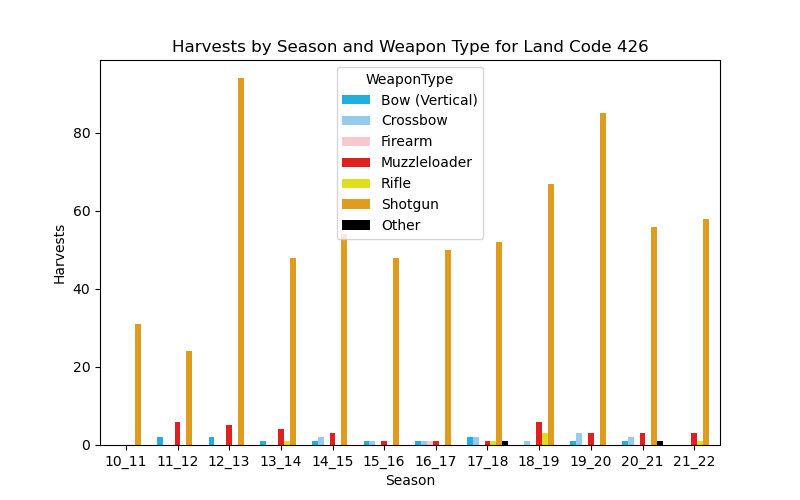 Harvests by Season and Weapon Type for Land Code 426
WeaponType
Bow (Vertical)
Crossbow
Firearm
Muzzleloader
Rifle
Shotgun
Other
80
60
40
20
0
Harvests
10_11 11_12 12_13 13_14 14_15 15_16 16_17 17_18 18_19 19_20 20_21 21_22
Season